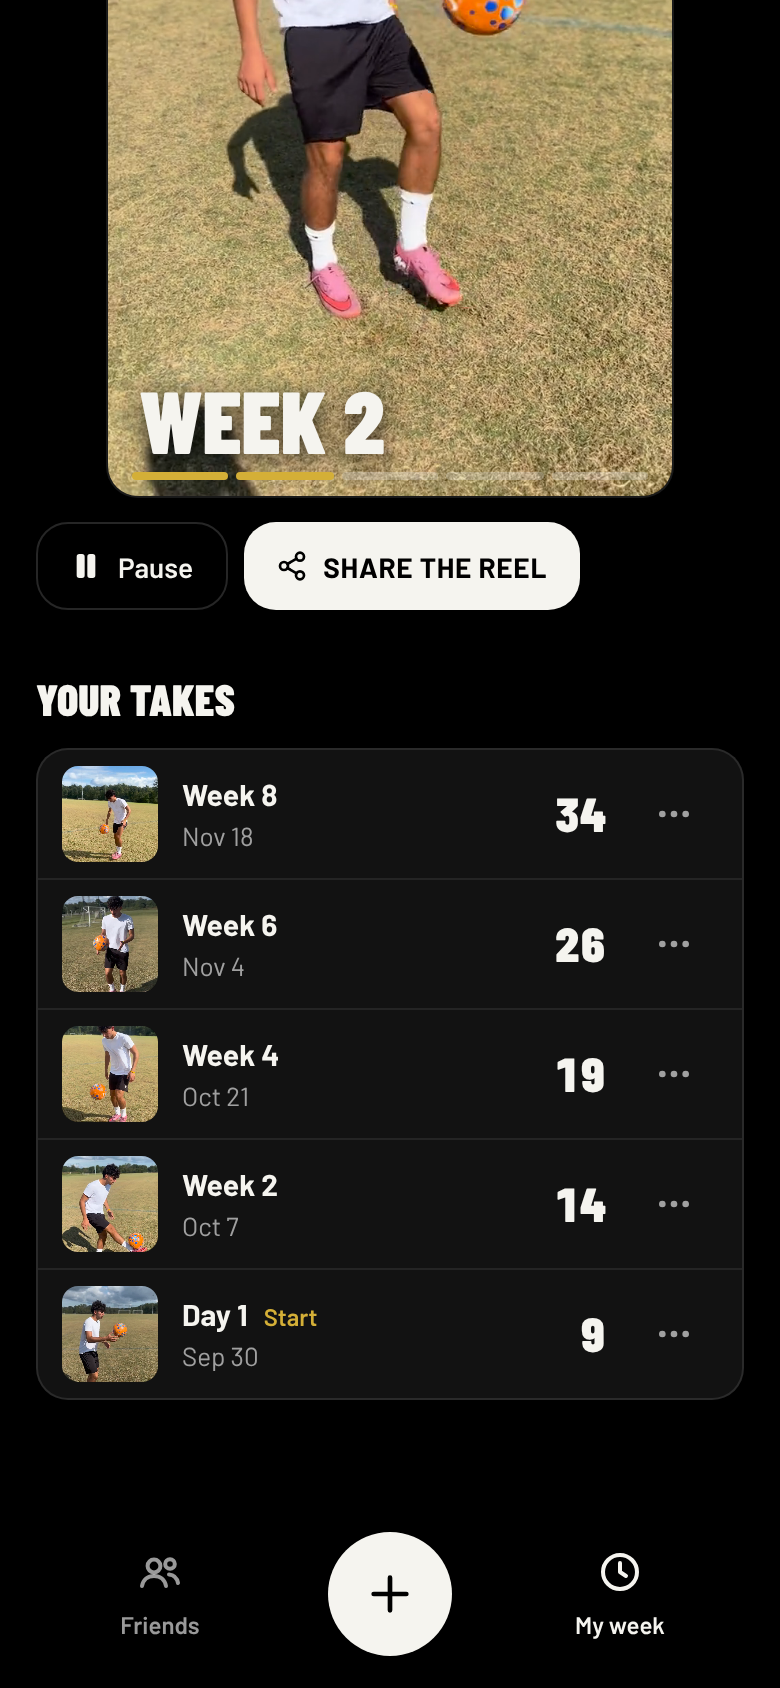 WEEK 2
Pause
SHARE THE REEL
YOUR TAKES
Week 8
Nov 18
34
Week 6
Nov 4
26
Week 4
Oct 21
19
Week 2
Oct 7
14
Day 1 Start
Sep 30
9
Friends
My week